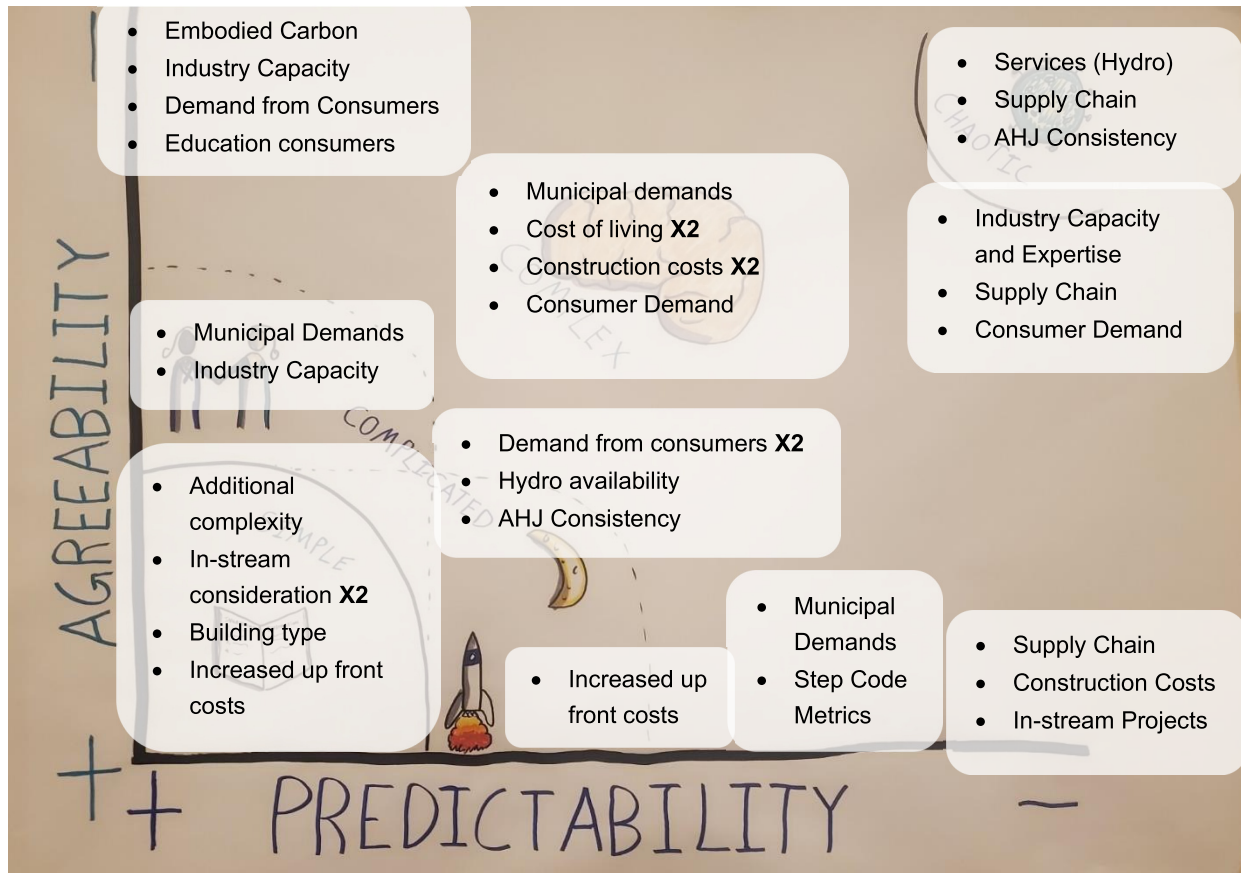 • Embodied Carbon
• Industry Capacity
• Demand from Consumers
• Education consumers
• Services (Hydro)
• Supply Chain
• AHJ Consistency
CHAOTIC
• Municipal demands
• Cost of living X2
• Construction costs X2
• Consumer Demand
COMPLEX
• Industry Capacity
and Expertise
• Supply Chain
• Consumer Demand
• Municipal Demands
• Industry Capacity
COMPLICATED
• Demand from consumers X2
• Hydro availability
• AHJ Consistency
• Additional
complexity
• In-stream
consideration X2
• Building type
• Increased up front
costs
SIMPLE
• Increased up
front costs
• Municipal
Demands
• Step Code
Metrics
• Supply Chain
• Construction Costs
• In-stream Projects
−
AGREEABILITY
+
+
PREDICTABILITY
−